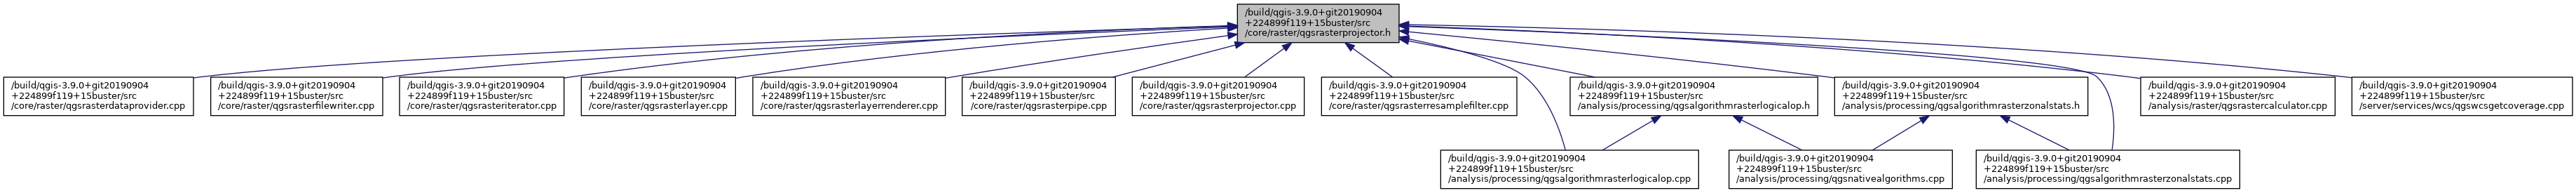 /build/qgis-3.9.0+git20190904
+224899f119+15buster/src
/core/raster/qgsrasterprojector.h
/build/qgis-3.9.0+git20190904
+224899f119+15buster/src
/core/raster/qgsrasterdataprovider.cpp
/build/qgis-3.9.0+git20190904
+224899f119+15buster/src
/core/raster/qgsrasterfilewriter.cpp
/build/qgis-3.9.0+git20190904
+224899f119+15buster/src
/core/raster/qgsrasteriterator.cpp
/build/qgis-3.9.0+git20190904
+224899f119+15buster/src
/core/raster/qgsrasterlayer.cpp
/build/qgis-3.9.0+git20190904
+224899f119+15buster/src
/core/raster/qgsrasterlayerrenderer.cpp
/build/qgis-3.9.0+git20190904
+224899f119+15buster/src
/core/raster/qgsrasterpipe.cpp
/build/qgis-3.9.0+git20190904
+224899f119+15buster/src
/core/raster/qgsrasterprojector.cpp
/build/qgis-3.9.0+git20190904
+224899f119+15buster/src
/core/raster/qgsrasterresamplefilter.cpp
/build/qgis-3.9.0+git20190904
+224899f119+15buster/src
/analysis/processing/qgsalgorithmrasterlogicalop.h
/build/qgis-3.9.0+git20190904
+224899f119+15buster/src
/analysis/processing/qgsalgorithmrasterzonalstats.h
/build/qgis-3.9.0+git20190904
+224899f119+15buster/src
/analysis/raster/qgsrastercalculator.cpp
/build/qgis-3.9.0+git20190904
+224899f119+15buster/src
/server/services/wcs/qgswcsgetcoverage.cpp
/build/qgis-3.9.0+git20190904
+224899f119+15buster/src
/analysis/processing/qgsalgorithmrasterlogicalop.cpp
/build/qgis-3.9.0+git20190904
+224899f119+15buster/src
/analysis/processing/qgsnativealgorithms.cpp
/build/qgis-3.9.0+git20190904
+224899f119+15buster/src
/analysis/processing/qgsalgorithmrasterzonalstats.cpp